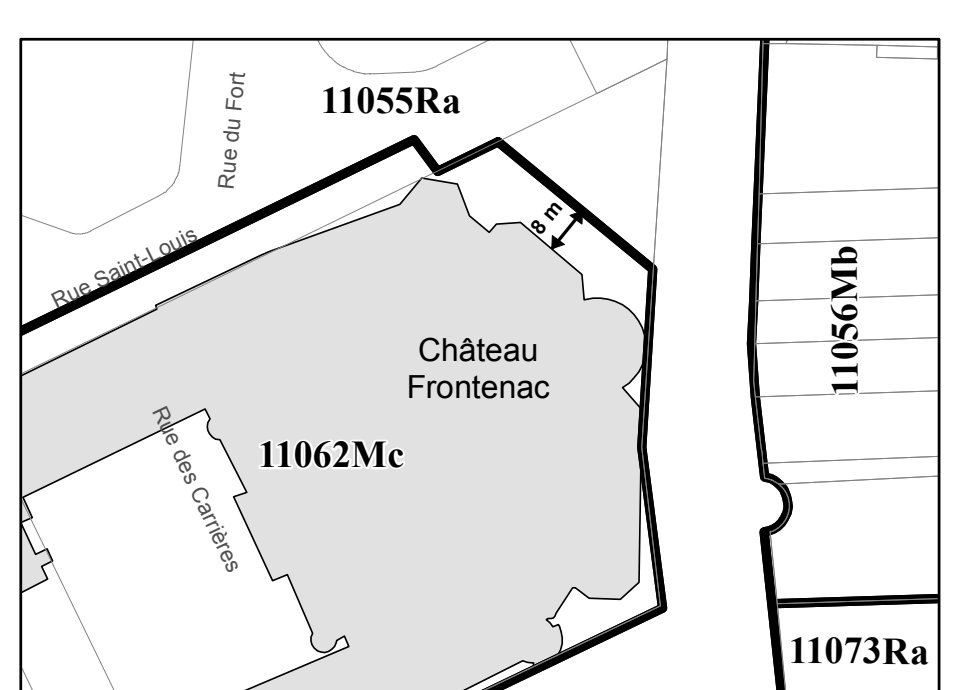 11055Ra
Rue du Fort
8 m
Rue Saint-Louis
11056Mb
Château
Frontenac
11062Mc
Rue des Carrières
11073Ra